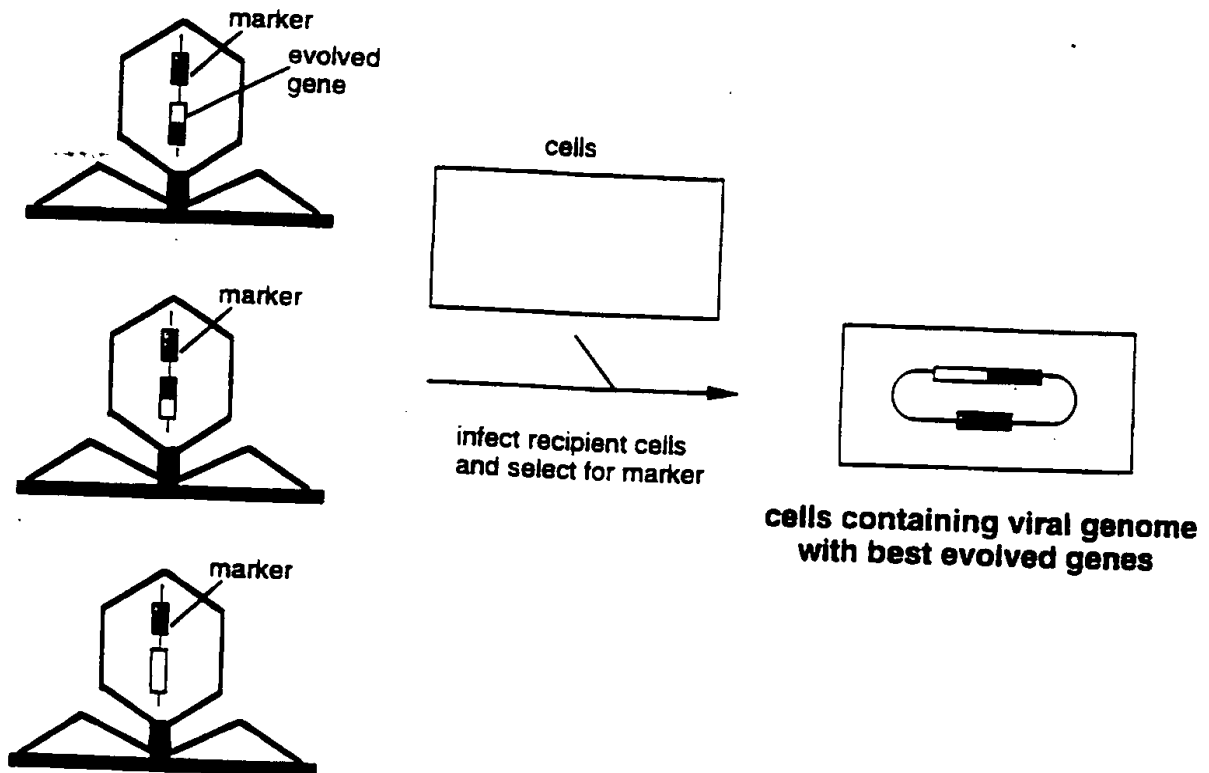 marker
evolved
gene
cells
marker
infect recipient cells
and select for marker
cells containing viral genome
with best evolved genes
marker